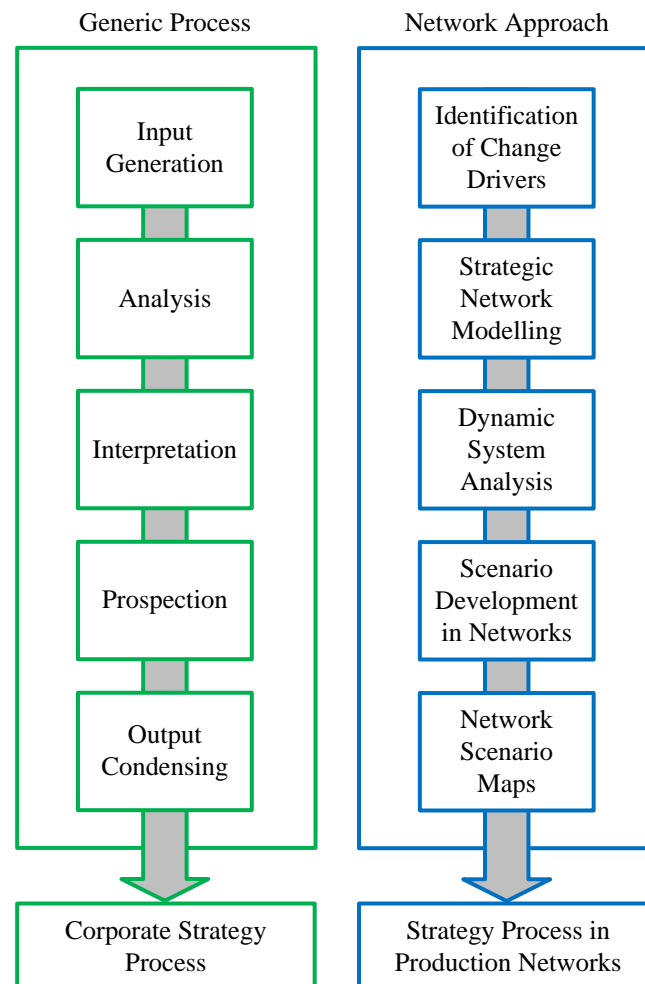 Generic Process
Input
Generation
Analysis
Interpretation
Prospection
Output
Condensing
Corporate Strategy
Process
Network Approach
Identification
of Change
Drivers
Strategic
Network
Modelling
Dynamic
System
Analysis
Scenario
Development
in Networks
Network
Scenario
Maps
Strategy Process in
Production Networks